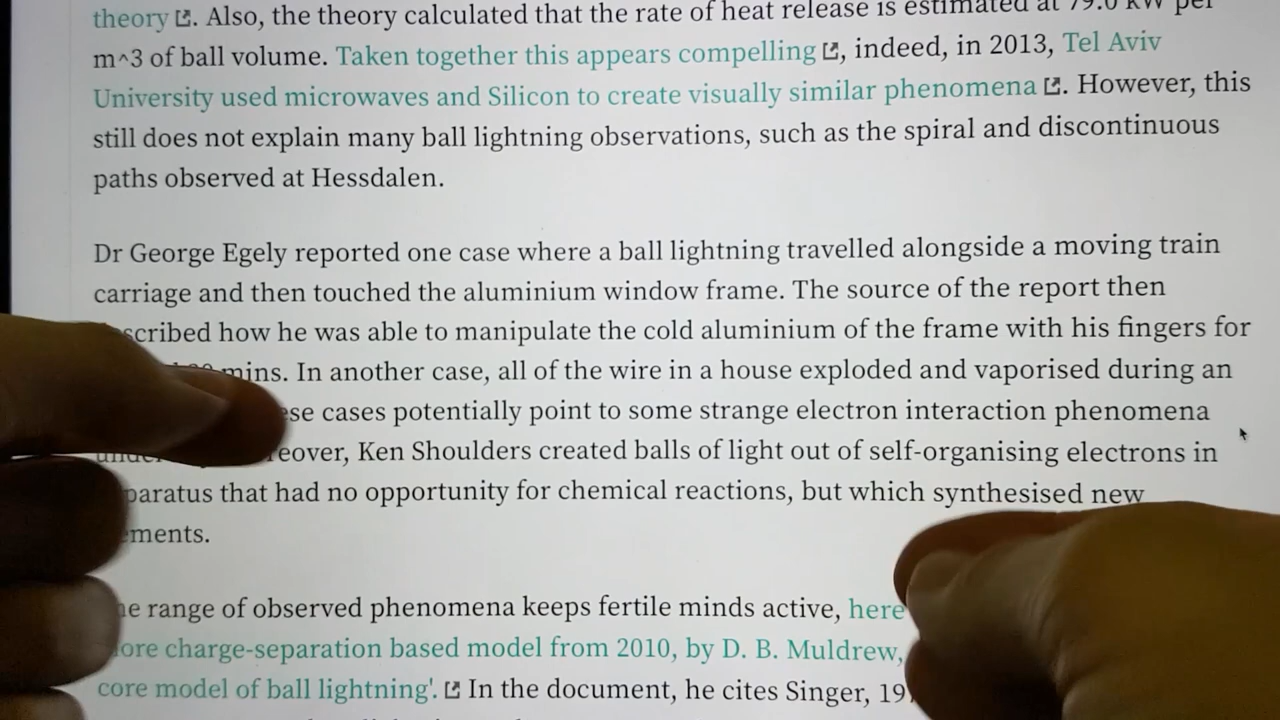 theory. Also, the theory calculated that the rate of heat release is estimated at 79.0 kW per
m^3 of ball volume. Taken together this appears compelling, indeed, in 2013, Tel Aviv
University used microwaves and Silicon to create visually similar phenomena. However, this
still does not explain many ball lightning observations, such as the spiral and discontinuous
paths observed at Hessdalen.
Dr George Egely reported one case where a ball lightning travelled alongside a moving train
carriage and then touched the aluminium window frame. The source of the report then
scribed how he was able to manipulate the cold aluminium of the frame with his fingers for
mins. In another case, all of the wire in a house exploded and vaporised during an
se cases potentially point to some strange electron interaction phenomena
eover, Ken Shoulders created balls of light out of self-organising electrons in
paratus that had no opportunity for chemical reactions, but which synthesised new
ements.
e range of observed phenomena keeps fertile minds active, here
ore charge-separation based model from 2010, by D. B. Muldrew,
core model of ball lightning'. In the document, he cites Singer, 19